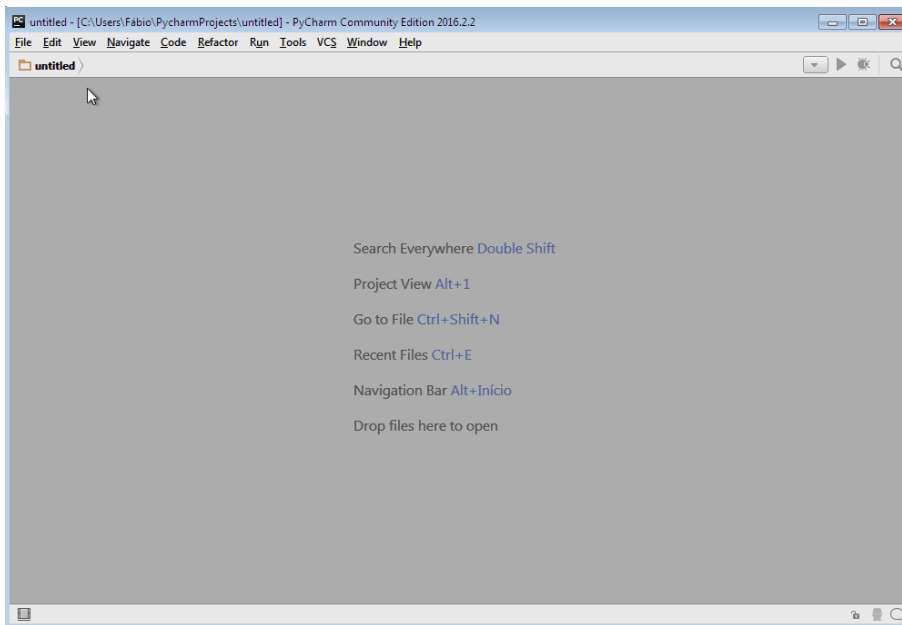 PC untitled - [C:\Users\Fábio\PycharmProjects\untitled] - PyCharm Community Edition 2016.2.2
File Edit View Navigate Code Refactor Run Tools VCS Window Help
untitled
Search Everywhere Double Shift
Project View Alt+1
Go to File Ctrl+Shift+N
Recent Files Ctrl+E
Navigation Bar Alt+Início
Drop files here to open